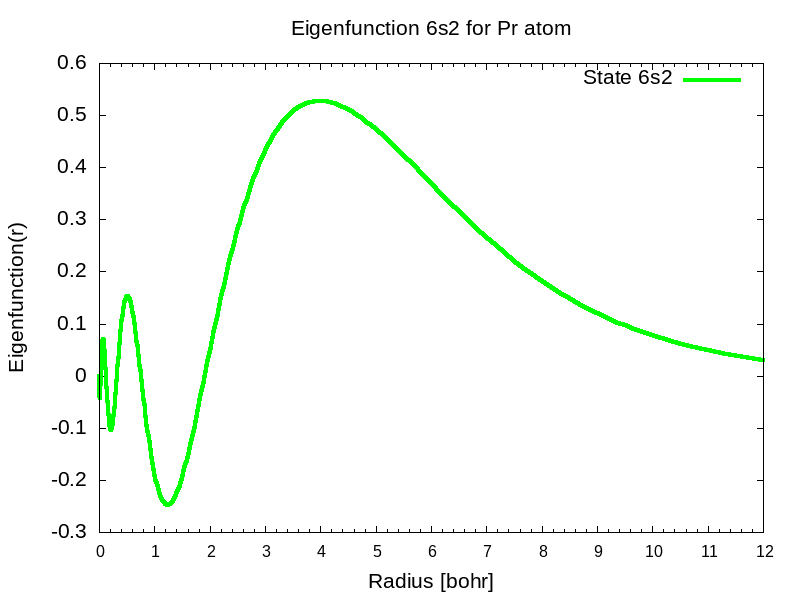 Eigenfunction 6s2 for Pr atom
State 6s2
0.6
0.5
0.4
0.3
0.2
0.1
0
-0.1
-0.2
-0.3
Eigenfunction(r)
0 1 2 3 4 5 6 7 8 9 10 11 12
Radius [bohr]